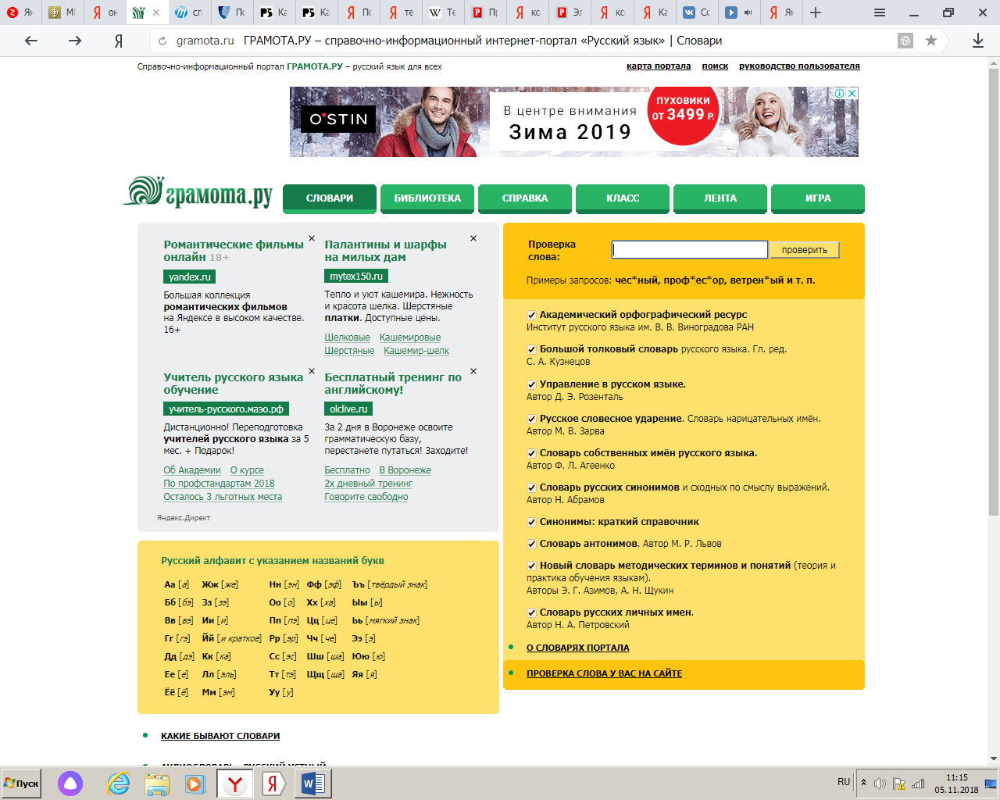 Ян
МІ
он
сл
По
Ка
Ка
По
те
Те
Пр
ко
Эл
ко
Ка
Со
Ян
gramota.ru ГРАМОТА.РУ – справочно-информационный интернет-портал «Русский язык» | Словари
Справочно-информационный портал ГРАМОТА.РУ – русский язык для всех
карта портала поиск руководство пользователя
O'STIN
В центре внимания
Зима 2019
ПУХОВИКИ
ОТ 3499 Р.
грамота.ру
СЛОВАРИ БИБЛИОТЕКА СПРАВКА КЛАСС ЛЕНТА ИГРА
Романтические фильмы
онлайн 18+
yandex.ru
Большая коллекция
романтических фильмов
на Яндексе в высоком качестве.
16+
Палантины и шарфы
на милых дам
mytex150.ru
Тепло и уют кашемира. Нежность
и красота шелка. Шерстяные
платки. Доступные цены.
Шелковые Кашемировые
Шерстяные Кашемир-шелк
Учитель русского языка
обучение
учитель-русского.маэо.рф
Дистанционно! Переподготовка
учителей русского языка за 5
мес. + Подарок!
Об Академии О курсе
По профстандартам 2018
Осталось 3 льготных места
Бесплатный тренинг по
английскому!
olclive.ru
За 2 дня в Воронеже освоите
грамматическую базу,
перестанете путаться! Заходите!
Бесплатно В Воронеже
2х дневный тренинг
Говорите свободно
Яндекс.Директ
Русский алфавит с указанием названий букв
Аа [а] Жж [же] Нн [эн] Фф [эф] Ъъ [твёрдый знак]
Бб [бэ] Зз [зэ] Оо [о] Хх [ха] Ыы [ы]
Вв [вэ] Ии [и] Пп [пэ] Цц [це] Ьь [мягкий знак]
Гг [гэ] Йй [и краткое] Рр [эр] Чч [че] Ээ [э]
Дд [дэ] Кк [ка] Сс [эс] Шш [ша] Юю [ю]
Ее [е] Лл [эль] Тт [тэ] Щщ [ща] Яя [я]
Ёё [ё] Мм [эм] Уу [у]
КАКИЕ БЫВАЮТ СЛОВАРИ
АУДИОСЛОВАРЬ «РУССКИЙ УСТНЫЙ»
Проверка
слова:
проверить
Примеры запросов: чес*ный, проф*ес*ор, ветрен*ый и т. п.
Академический орфографический ресурс
Институт русского языка им. В. В. Виноградова РАН
Большой толковый словарь русского языка. Гл. ред.
С. А. Кузнецов
Управление в русском языке.
Автор Д. Э. Розенталь
Русское словесное ударение. Словарь нарицательных имён.
Автор М. В. Зарва
Словарь собственных имён русского языка.
Автор Ф. Л. Агеенко
Словарь русских синонимов и сходных по смыслу выражений.
Автор Н. Абрамов
Синонимы: краткий справочник
Словарь антонимов. Автор М. Р. Львов
Новый словарь методических терминов и понятий (теория и
практика обучения языкам).
Авторы Э. Г. Азимов, А. Н. Щукин
Словарь русских личных имен.
Автор Н. А. Петровский
О СЛОВАРЯХ ПОРТАЛА
ПРОВЕРКА СЛОВА У ВАС НА САЙТЕ
Пуск
RU
11:15
05.11.2018